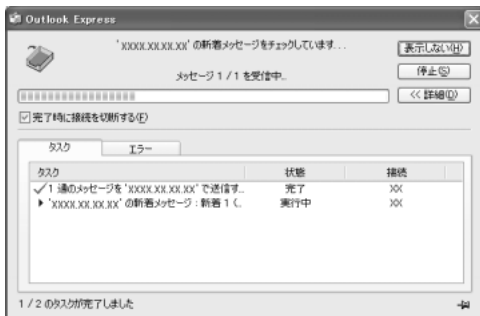 Outlook Express
'xxxx.xx.xx.xx' の新着メッセージをチェックしています...
表示しない(H)
メッセージ 1 / 1 を受信中..
停止(S)
<< 詳細(D)
完了時に接続を切断する(F)
タスク エラー
タスク 状態 接続
1 通のメッセージを 'xxxx.xx.xx.xx' で送信す.. 完了 XX
'xxxx.xx.xx.xx' の新着メッセージ : 新着 1 (. 実行中 XX
1 / 2 のタスクが完了しました